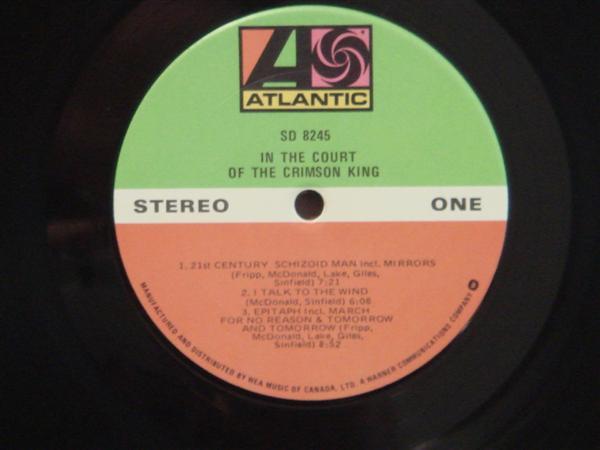 ATLANTIC
SD 8245
IN THE COURT
OF THE CRIMSON KING
STEREO ONE
1. 21st CENTURY SCHIZOID MAN Incl. MIRRORS
(Fripp, McDonald, Lake, Giles,
Sinfield) 7:21
2. I TALK TO THE WIND
(McDonald, Sinfield) 6:08
3. EPITAPH Incl. MARCH
FOR NO REASON & TOMORROW
AND TOMORROW (Fripp,
McDonald, Lake, Giles,
Sinfield) 8:52
MANUFACTURED AND DISTRIBUTED BY WEA MUSIC OF CANADA, LTD. A WARNER COMMUNICATIONS COMPANY